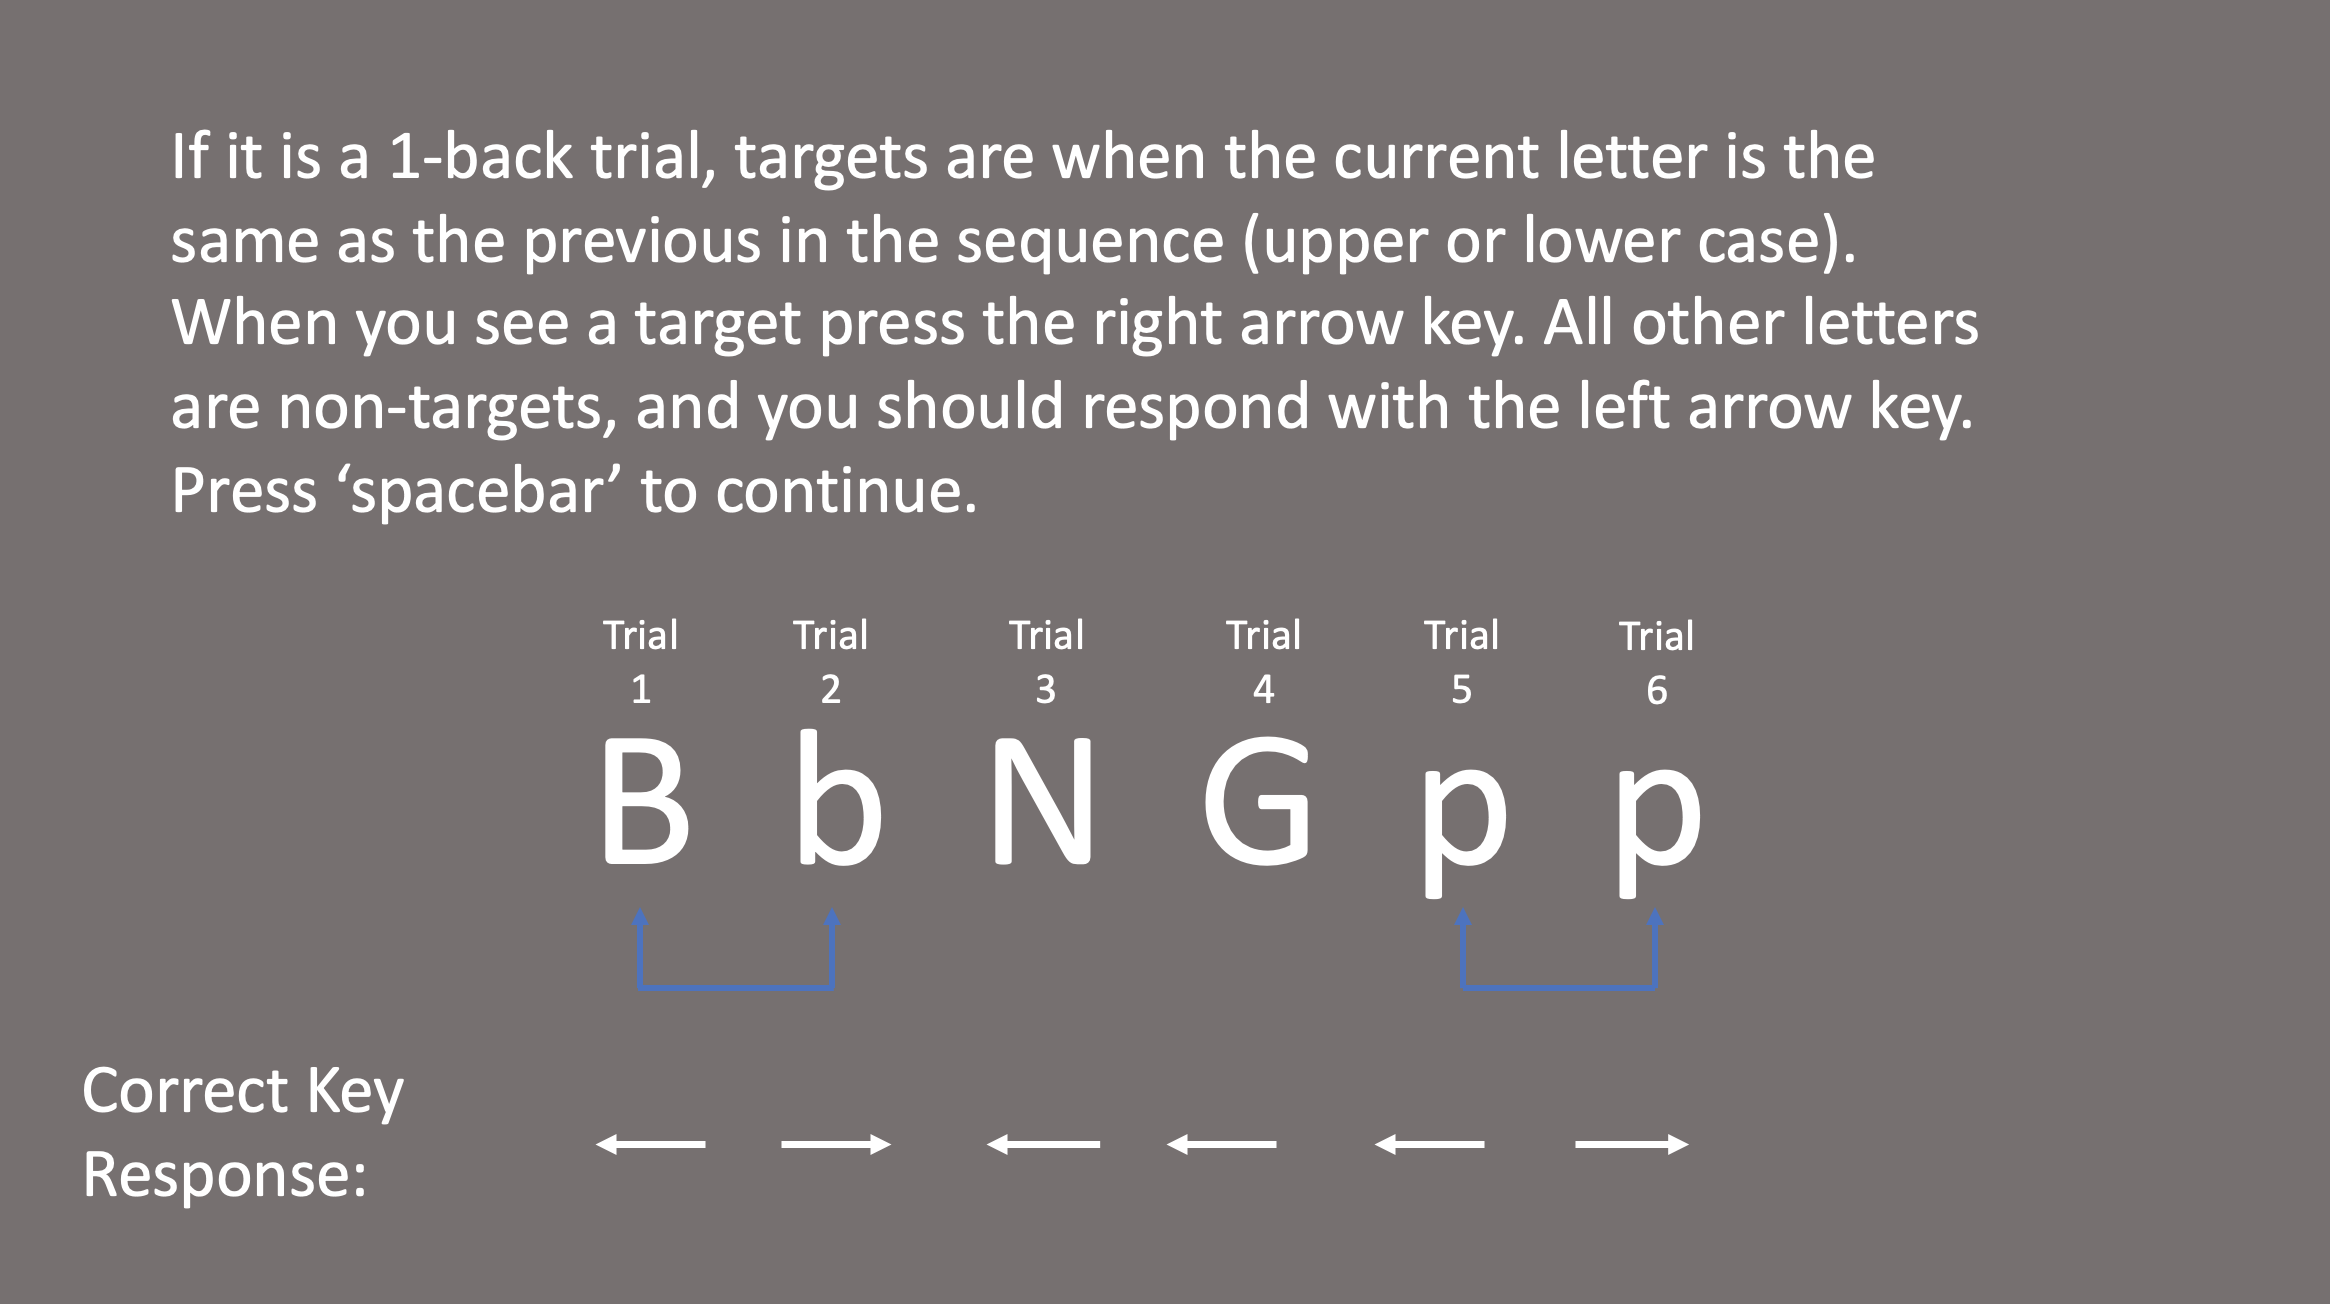 If it is a 1-back trial, targets are when the current letter is the
same as the previous in the sequence (upper or lower case).
When you see a target press the right arrow key. All other letters
are non-targets, and you should respond with the left arrow key.
Press ‘spacebar’ to continue.
Trial Trial Trial Trial Trial Trial
1 2 3 4 5 6
B b N G p p
Correct Key
Response: